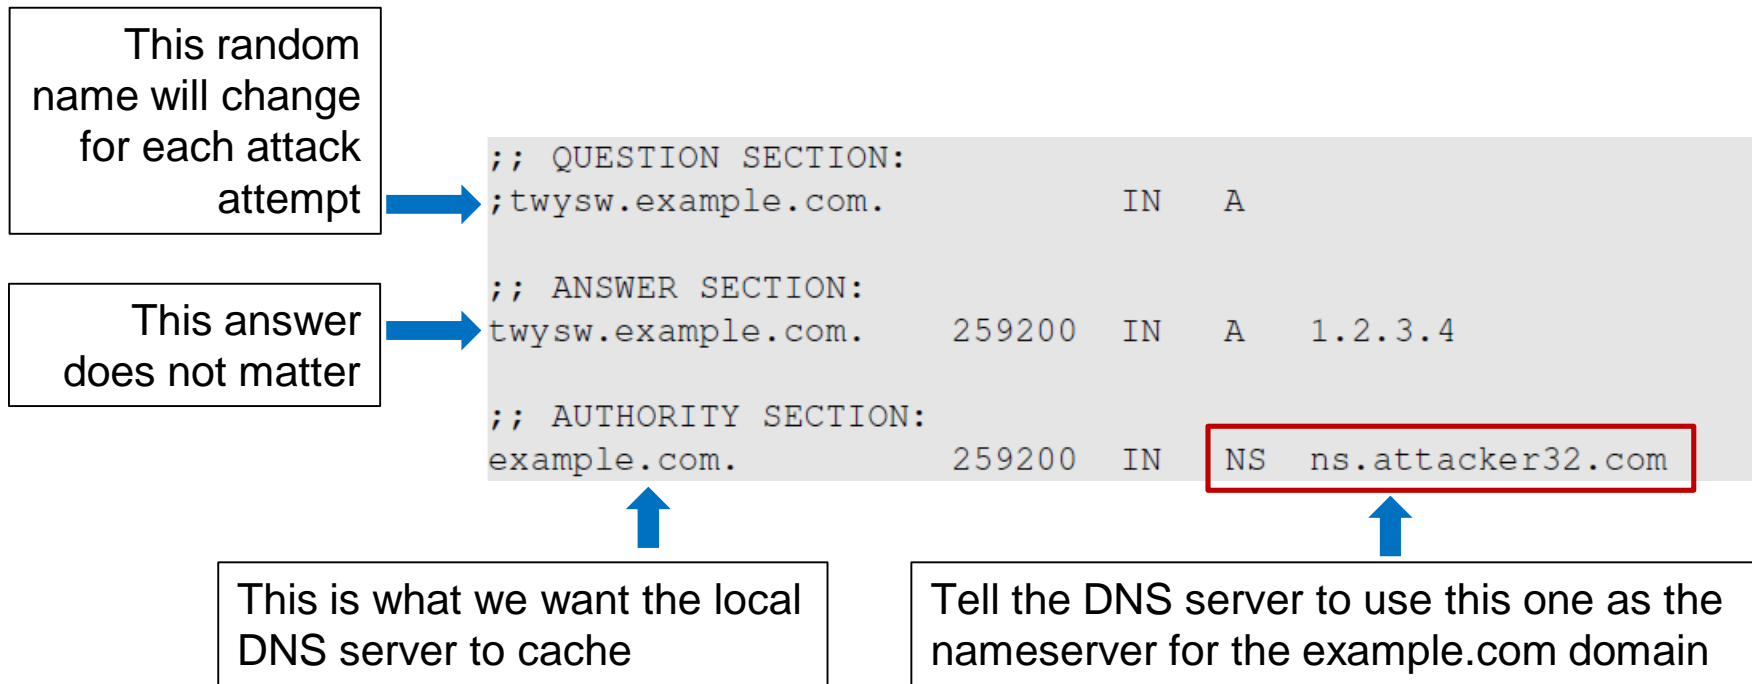 This random
name will change
for each attack
attempt
;; QUESTION SECTION:
;twysw.example.com. IN A
This answer
does not matter
;; ANSWER SECTION:
twysw.example.com. 259200 IN A 1.2.3.4
;; AUTHORITY SECTION:
example.com. 259200 IN NS ns.attacker32.com
This is what we want the local
DNS server to cache
Tell the DNS server to use this one as the
nameserver for the example.com domain